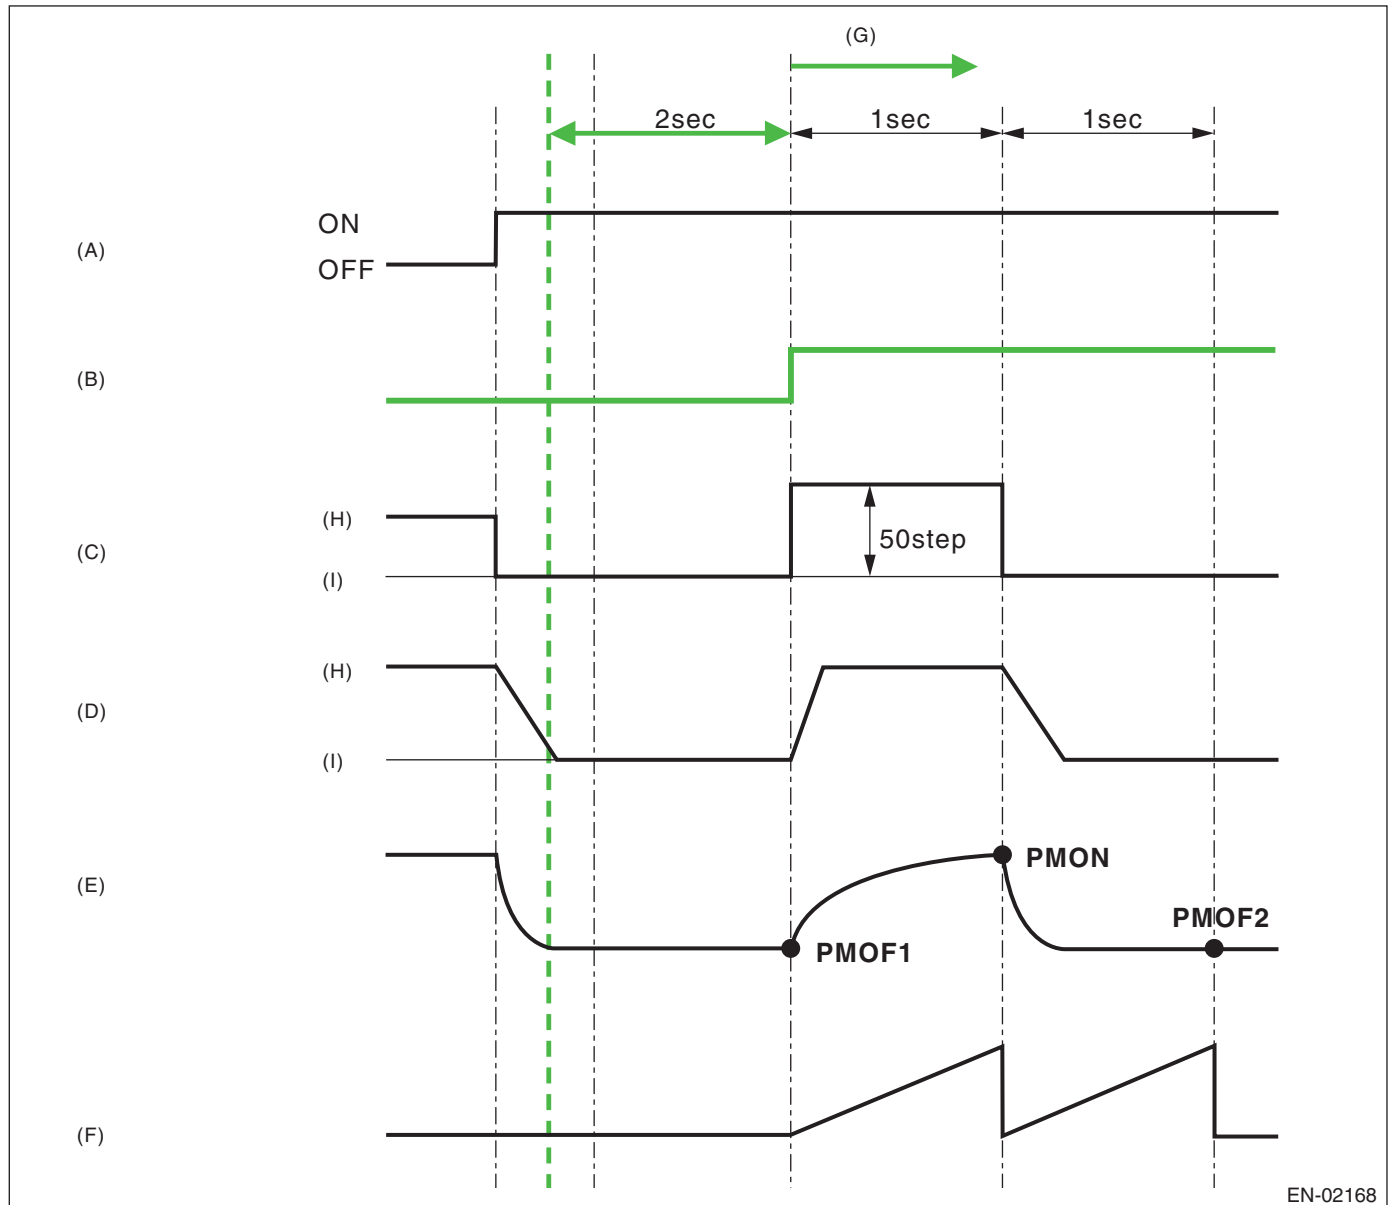 (G)
2sec 1sec 1sec
ON
(A)
OFF
(B)
(H)
50step
(C)
(I)
(H)
(D)
(I)
PMON
(E)
PMOF2
PMOF1
(F)
EN-02168